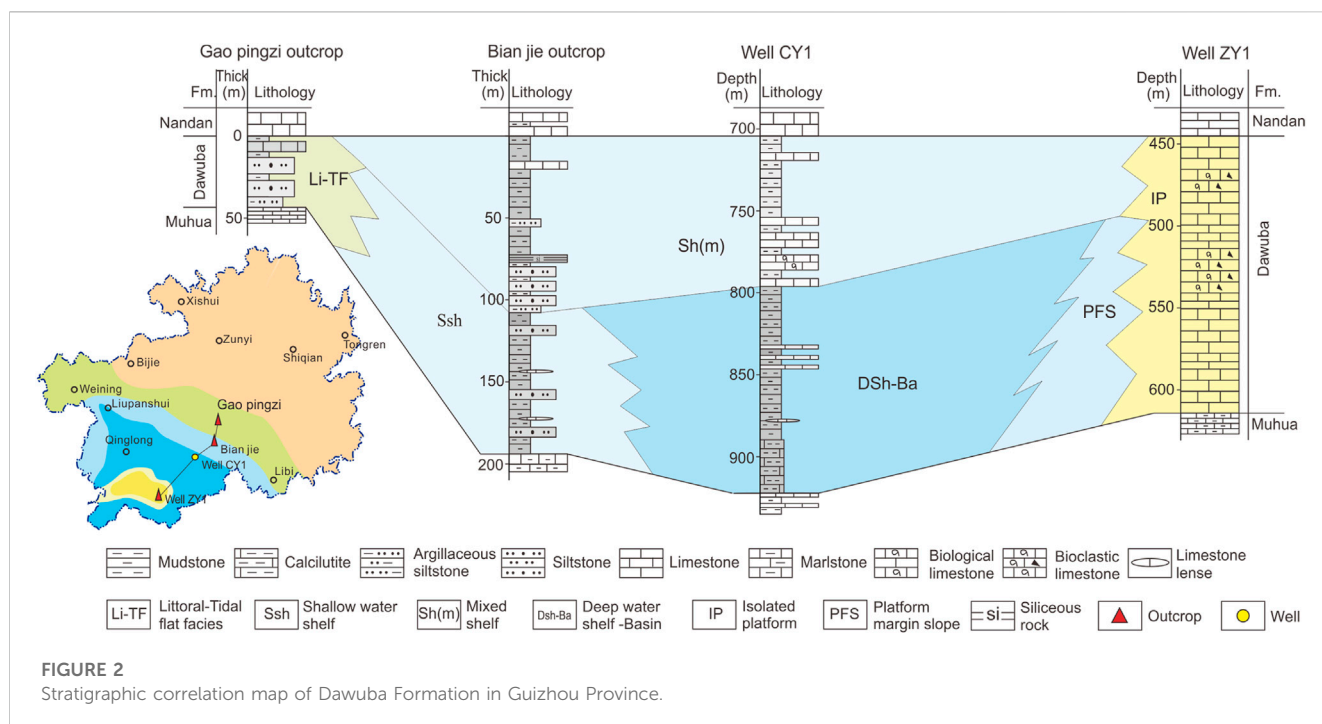 Gao pingzi outcrop
Thick
Fm. (m) Lithology
Nandan
0
Dawuba
Muhua
50
Li-TF
Bian jie outcrop
Thick
(m) Lithology
0
50
100
150
200
Ssh
Well CY1
Depth
(m) Lithology
700
750
800
850
900
Sh(m)
DSh-Ba
PFS
IP
Well ZY1
Depth
(m) Lithology Fm.
Nandan
450
500
550
600
Dawuba
Muhua
si
Xishui
Zunyi
Tongren
Shiqian
Bijie
Weining
Liupanshui
Gao pingzi
Qinglong
Bian jie
Well CY1
Libi
Well ZY1
Mudstone
Calcilutite
Argillaceous
siltstone
Siltstone
Limestone
Marlstone
Biological
limestone
Bioclastic
limestone
Limestone
lense
Li-TF Littoral-Tidal
flat facies
Ssh Shallow water
shelf
Sh(m) Mixed
shelf
Dsh-Ba Deep water
shelf -Basin
IP Isolated
platform
PFS Platform
margin slope
si Siliceous
rock
Outcrop
Well
FIGURE 2
Stratigraphic correlation map of Dawuba Formation in Guizhou Province.